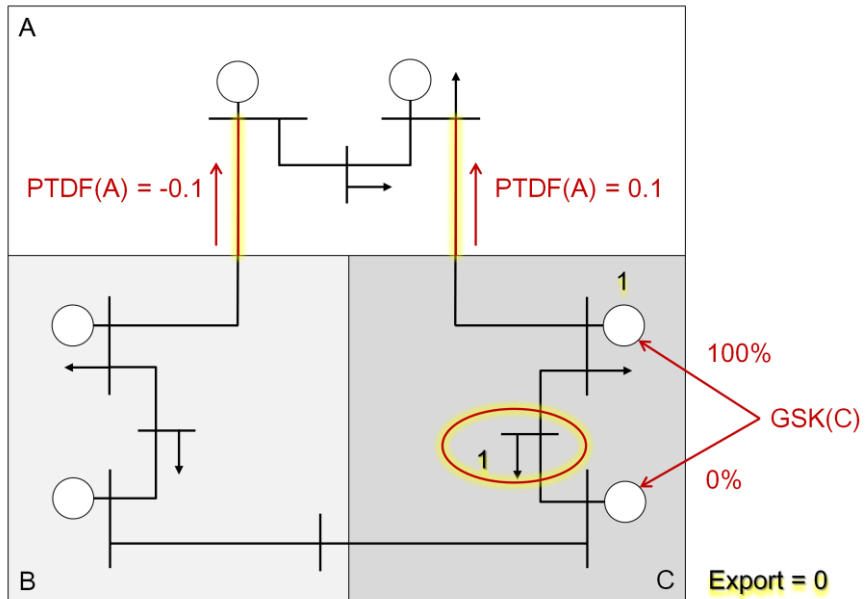 A
PTDF(A) = -0.1
PTDF(A) = 0.1
1
100%
GSK(C)
1
0%
B
C
Export = 0